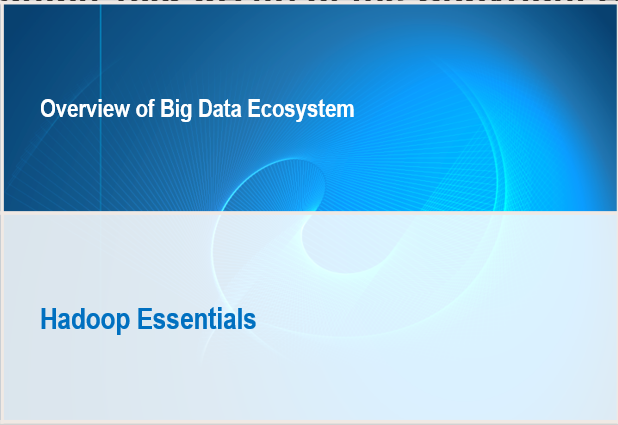 Overview of Big Data Ecosystem
Hadoop Essentials